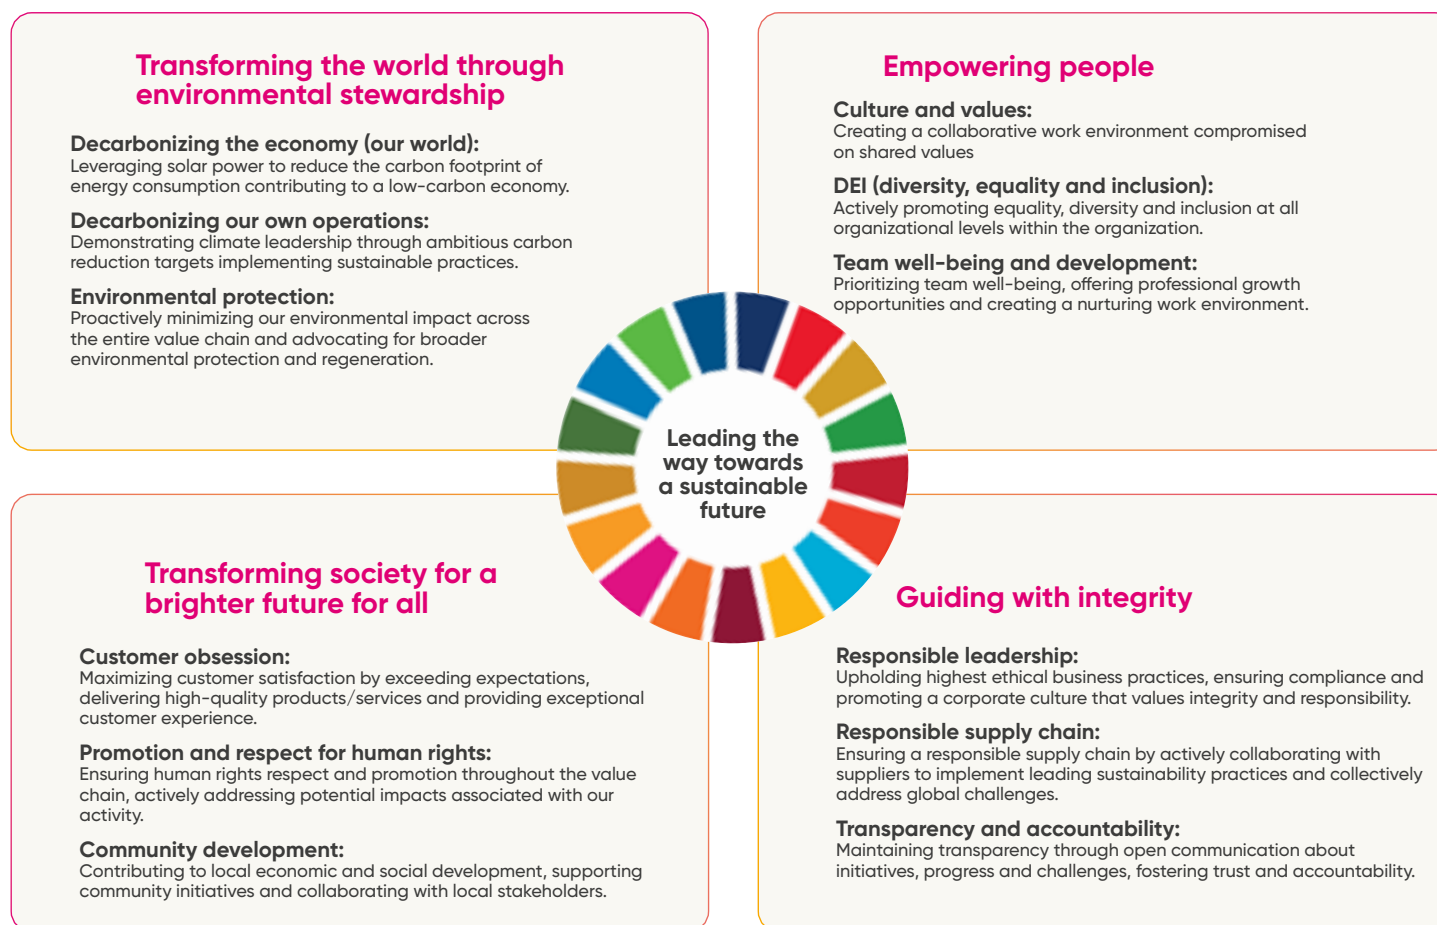 Transforming the world through
environmental stewardship
Decarbonizing the economy (our world):
Leveraging solar power to reduce the carbon footprint of
energy consumption contributing to a low-carbon economy.
Decarbonizing our own operations:
Demonstrating climate leadership through ambitious carbon
reduction targets implementing sustainable practices.
Environmental protection:
Proactively minimizing our environmental impact across
the entire value chain and advocating for broader
environmental protection and regeneration.
Empowering people
Culture and values:
Creating a collaborative work environment compromised
on shared values
DEI (diversity, equality and inclusion):
Actively promoting equality, diversity and inclusion at all
organizational levels within the organization.
Team well-being and development:
Prioritizing team well-being, offering professional growth
opportunities and creating a nurturing work environment.
Leading the
way towards
a sustainable
future
Transforming society for a
brighter future for all
Customer obsession:
Maximizing customer satisfaction by exceeding expectations,
delivering high-quality products/services and providing exceptional
customer experience.
Promotion and respect for human rights:
Ensuring human rights respect and promotion throughout the value
chain, actively addressing potential impacts associated with our
activity.
Community development:
Contributing to local economic and social development, supporting
community initiatives and collaborating with local stakeholders.
Guiding with integrity
Responsible leadership:
Upholding highest ethical business practices, ensuring compliance and
promoting a corporate culture that values integrity and responsibility.
Responsible supply chain:
Ensuring a responsible supply chain by actively collaborating with
suppliers to implement leading sustainability practices and collectively
address global challenges.
Transparency and accountability:
Maintaining transparency through open communication about
initiatives, progress and challenges, fostering trust and accountability.